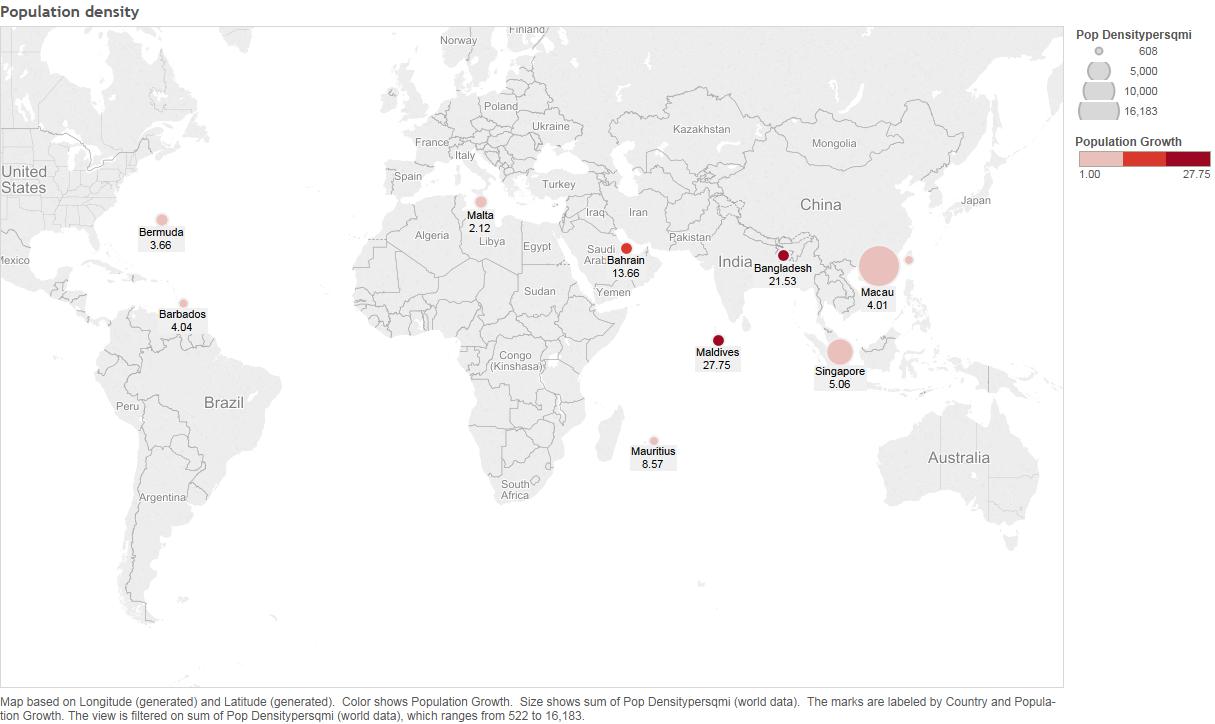 Population density
Pop Densitypersqmi
608
5,000
10,000
16,183
Population Growth
1.00 27.75
Norway
Finland
Poland
Ukraine
France
Italy
Spain
Turkey
Kazakhstan
Mongolia
United
States
China
Japan
Iraq
Iran
Pakistan
Bermuda
3.66
Malta
2.12
Algeria
Libya
Egypt
Saudi
Arab
Bahrain
13.66
India
Bangladesh
21.53
Mexico
Sudan
Yemen
Macau
4.01
Barbados
4.04
Maldives
27.75
Singapore
5.06
Congo
(Kinshasa)
Peru
Brazil
Mauritius
8.57
Australia
South
Africa
Argentina
Map based on Longitude (generated) and Latitude (generated).  Color shows Population Growth.  Size shows sum of Pop Densitypersqmi (world data).  The marks are labeled by Country and Popula-
tion Growth. The view is filtered on sum of Pop Densitypersqmi (world data), which ranges from 522 to 16,183.